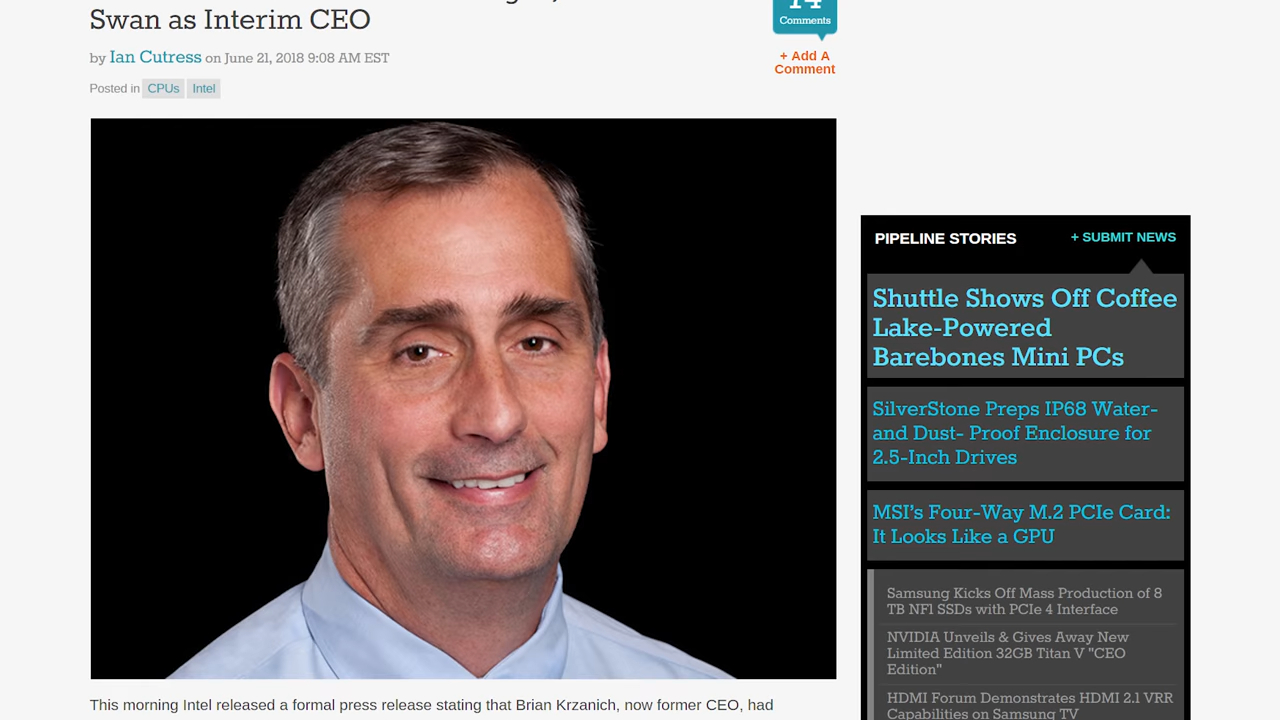 Swan as Interim CEO
by Ian Cutress on June 21, 2018 9:08 AM EST
Posted in CPUs Intel
14
Comments
+ Add A
Comment
This morning Intel released a formal press release stating that Brian Krzanich, now former CEO, had
PIPELINE STORIES
+ SUBMIT NEWS
Shuttle Shows Off Coffee
Lake-Powered
Barebones Mini PCs
SilverStone Preps IP68 Water-
and Dust- Proof Enclosure for
2.5-Inch Drives
MSI's Four-Way M.2 PCIe Card:
It Looks Like a GPU
Samsung Kicks Off Mass Production of 8
TB NF1 SSDs with PCIe 4 Interface
NVIDIA Unveils & Gives Away New
Limited Edition 32GB Titan V "CEO
Edition"
HDMI Forum Demonstrates HDMI 2.1 VRR
Capabilities on Samsung TV